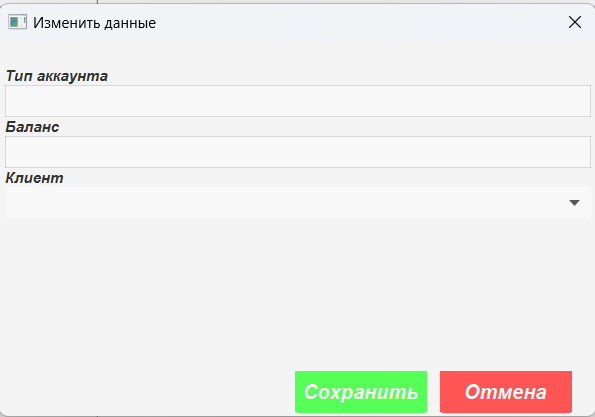 Изменить данные
Тип аккаунта
Баланс
Клиент
Сохранить Отмена